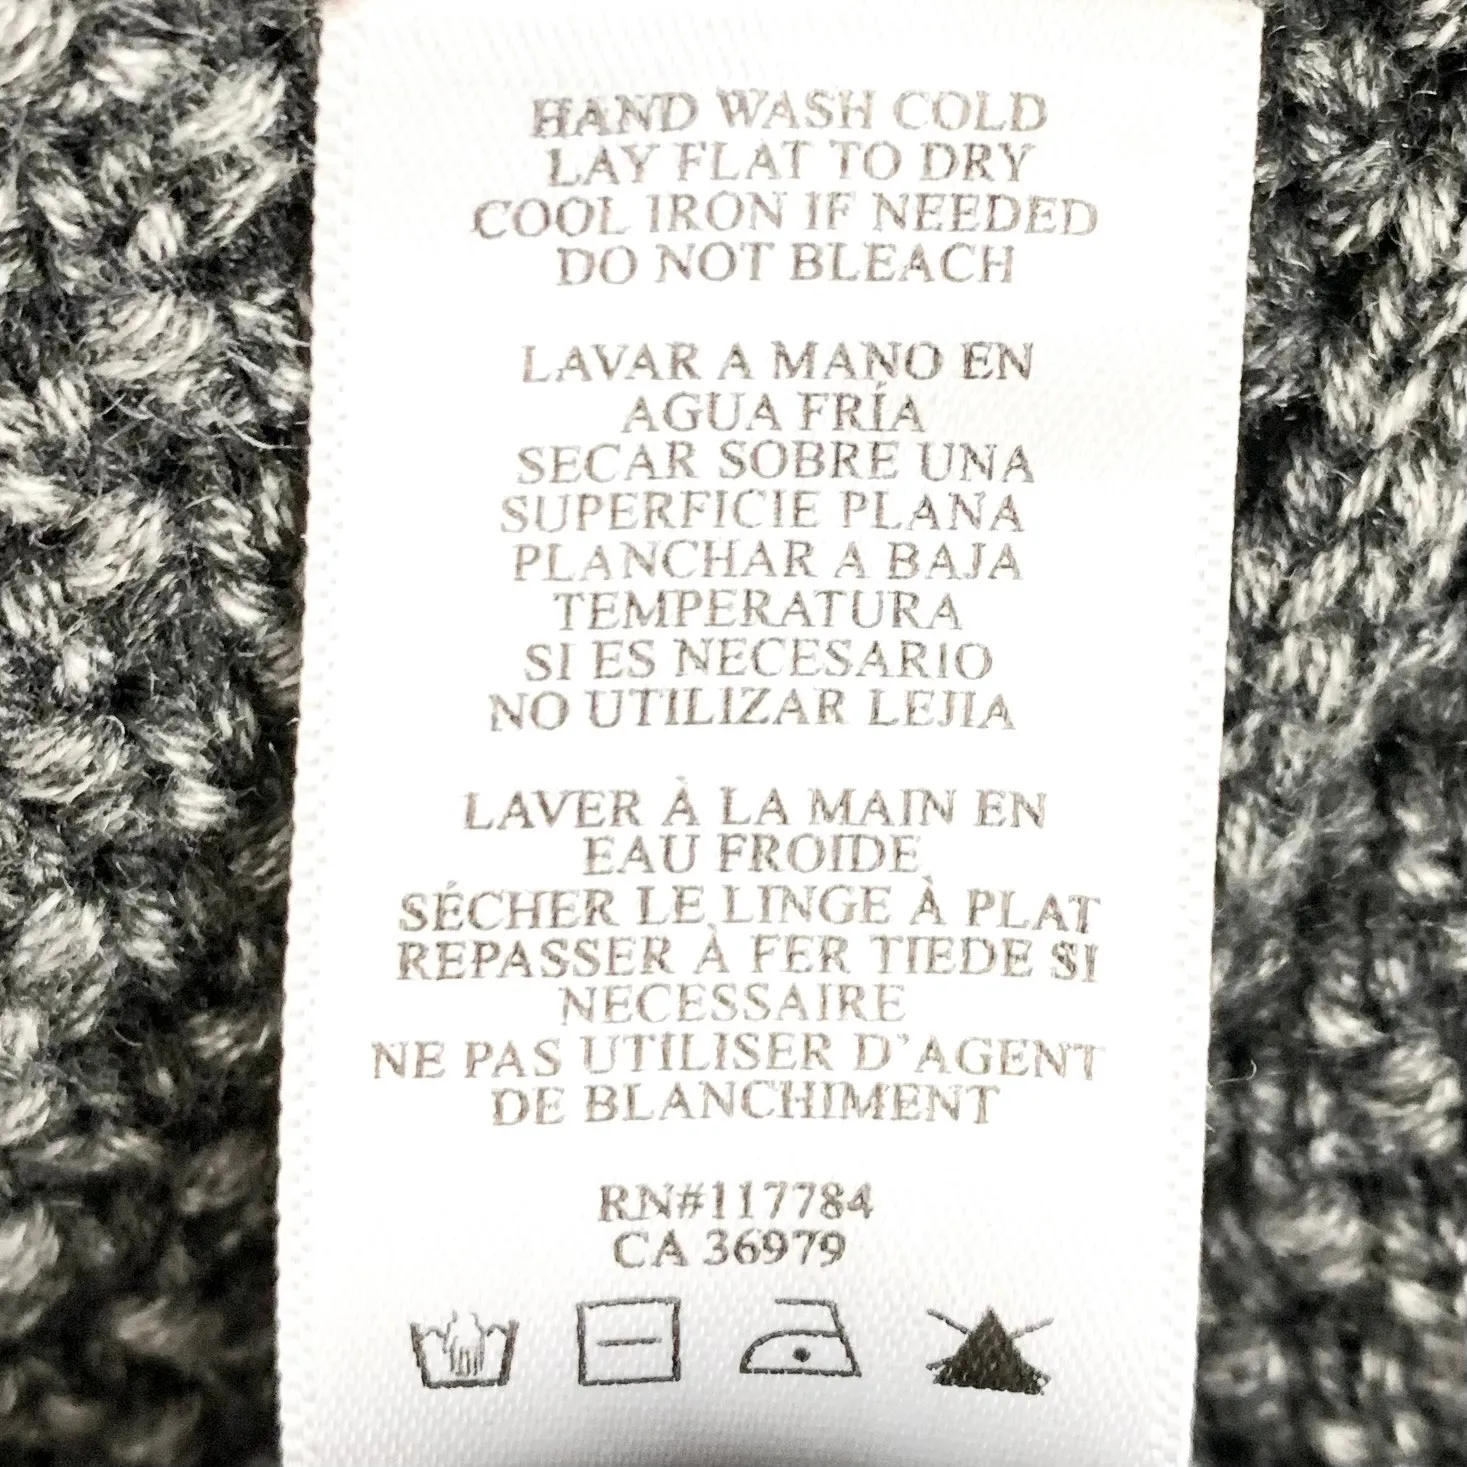 HAND WASH COLD
LAY FLAT TO DRY
COOL IRON IF NEEDED
DO NOT BLEACH
LAVAR A MANO EN
AGUA FRÍA
SECAR SOBRE UNA
SUPERFICIE PLANA
PLANCHAR A BAJA
TEMPERATURA
SI ES NECESARIO
NO UTILIZAR LEJIA
LAVER À LA MAIN EN
EAU FROIDE
SÉCHER LE LINGE À PLAT
REPASSER À FER TIEDE SI
NECESSAIRE
NE PAS UTILISER D'AGENT
DE BLANCHIMENT
RN#117784
CA 36979